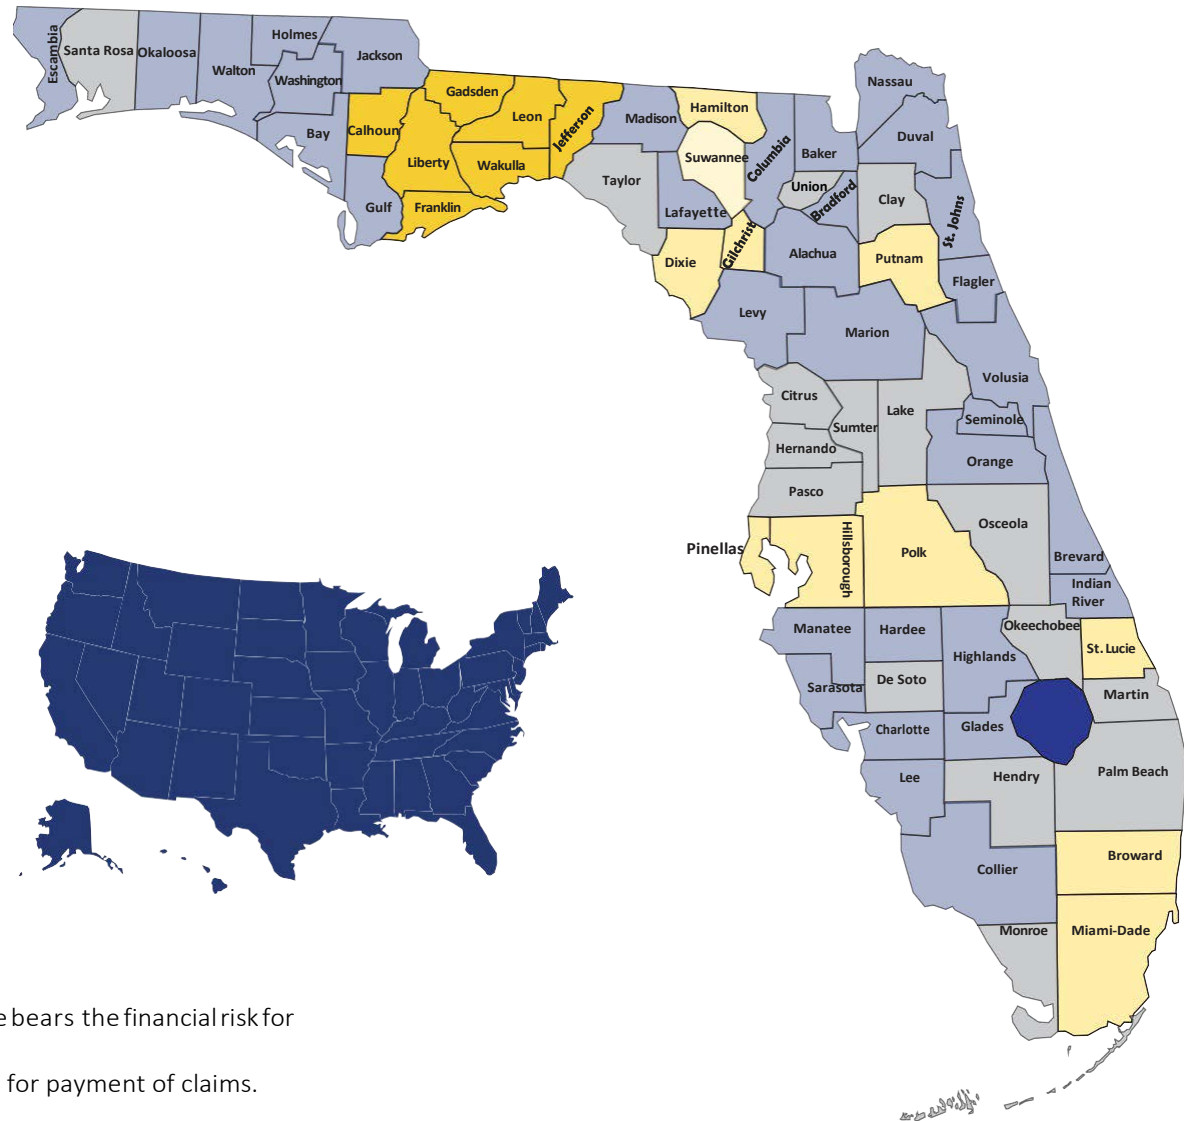 Escambia
Santa Rosa
Okaloosa
Walton
Holmes
Washington
Jackson
Bay
Calhoun
Gulf
Gadsden
Liberty
Franklin
Leon
Wakulla
Jefferson
Madison
Taylor
Hamilton
Suwannee
Lafayette
Dixie
Gilchrist
Columbia
Baker
Union
Bradford
Nassau
Duval
Clay
St. Johns
Alachua
Putnam
Flagler
Levy
Marion
Volusia
Citrus
Sumter
Lake
Seminole
Hernando
Orange
Pasco
Osceola
Pinellas
Hillsborough
Polk
Brevard
Indian
River
Manatee
Hardee
Highlands
Okeechobee
St. Lucie
Sarasota
De Soto
Martin
Charlotte
Glades
Lee
Hendry
Palm Beach
Collier
Broward
Monroe
Miami-Dade
e bears the financial risk for
for payment of claims.